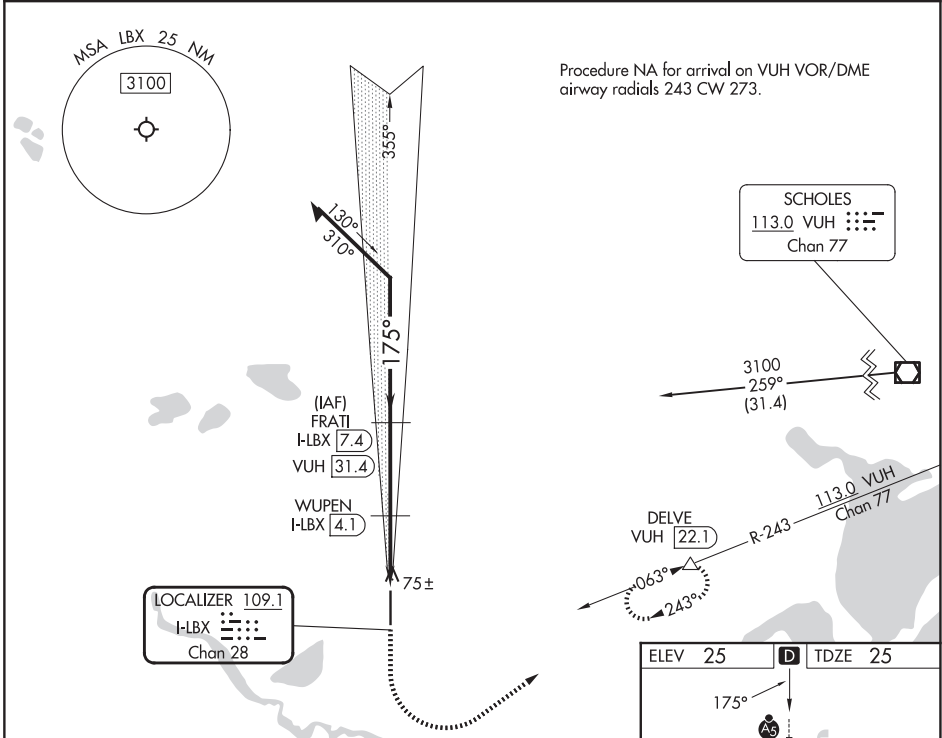 MSA LBX 25 NM
3100
Procedure NA for arrival on VUH VOR/DME
airway radials 243 CW 273.
355°
130°
310°
175°
SCHOLES
113.0 VUH
Chan 77
3100
259°
(31.4)
(IAF)
FRATI
I-LBX 7.4
VUH 31.4
WUPEN
I-LBX 4.1
113.0 VUH
Chan 77
R-243
DELVE
VUH 22.1
063°
243°
75±
LOCALIZER 109.1
I-LBX
Chan 28
ELEV 25 D TDZE 25
175°
A5